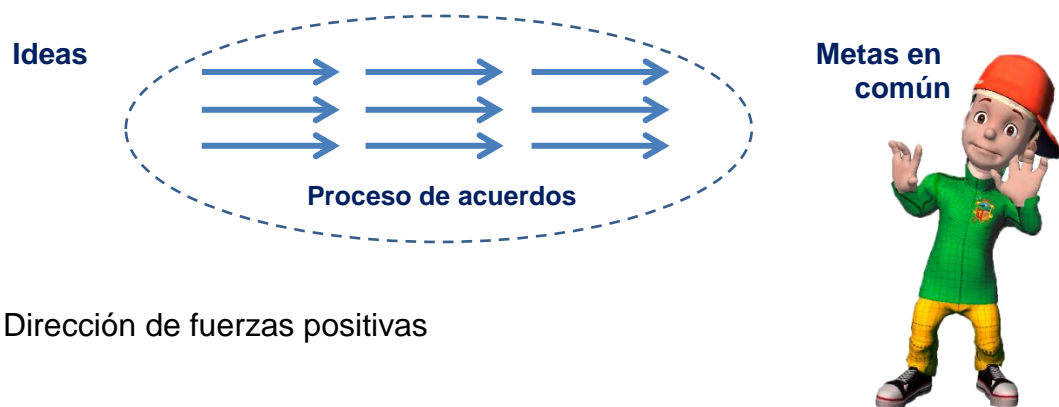 Ideas
Metas en
común
Proceso de acuerdos
Dirección de fuerzas positivas